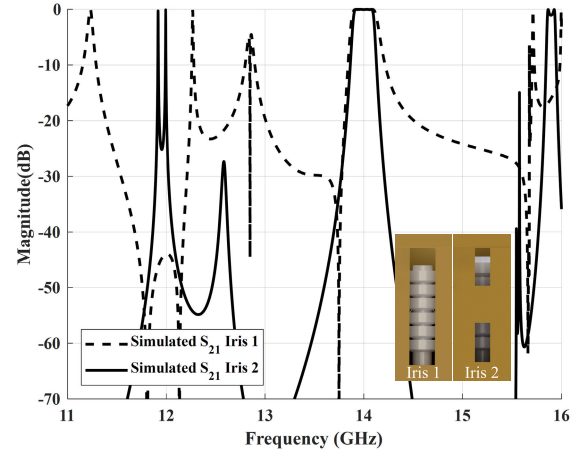 0
-10
-20
-30
-40
-50
-60
-70
Magnitude(dB)
Simulated S21 Iris 1
Simulated S21 Iris 2
Iris 1
Iris 2
11
12
13
14
15
16
Frequency (GHz)